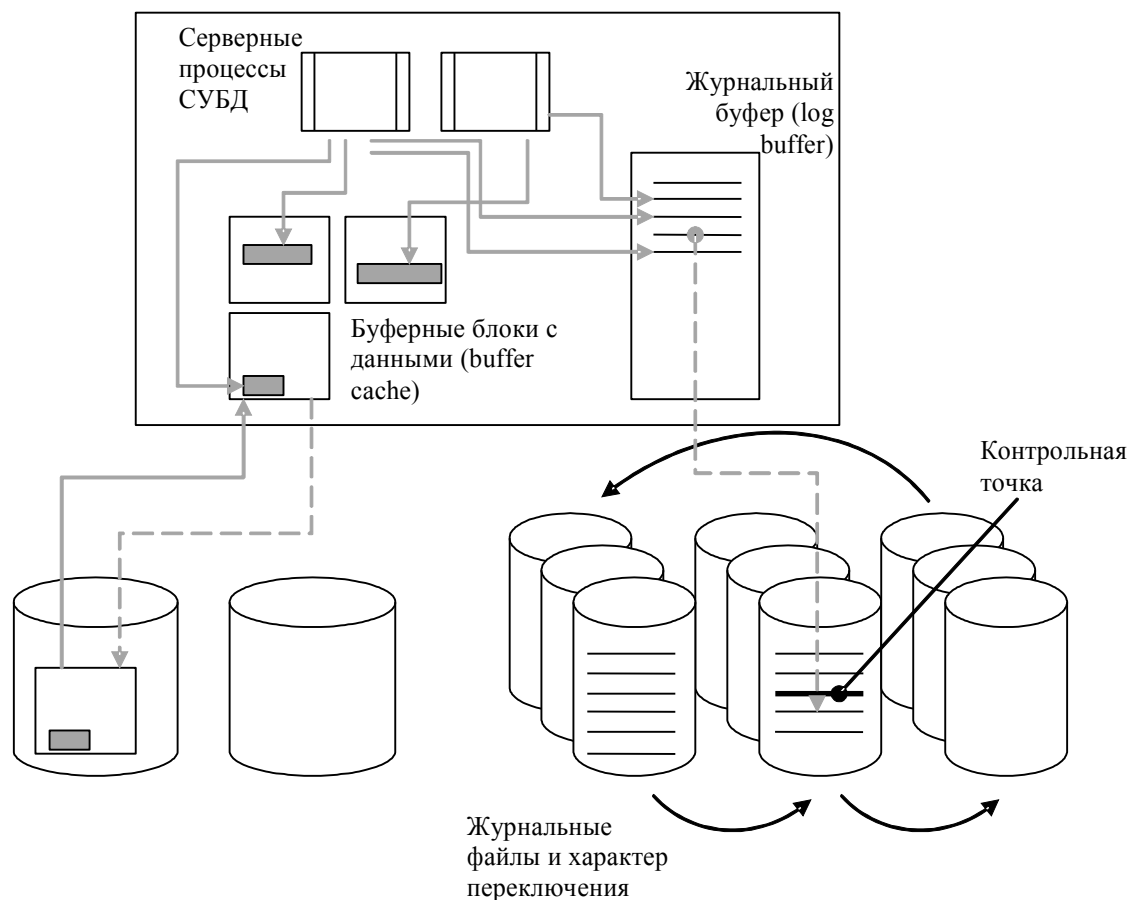 Серверные
процессы
СУБД
Журнальный
буфер (log
buffer)
Буферные блоки с
данными (buffer
cache)
Контрольная
точка
Журнальные
файлы и характер
переключения